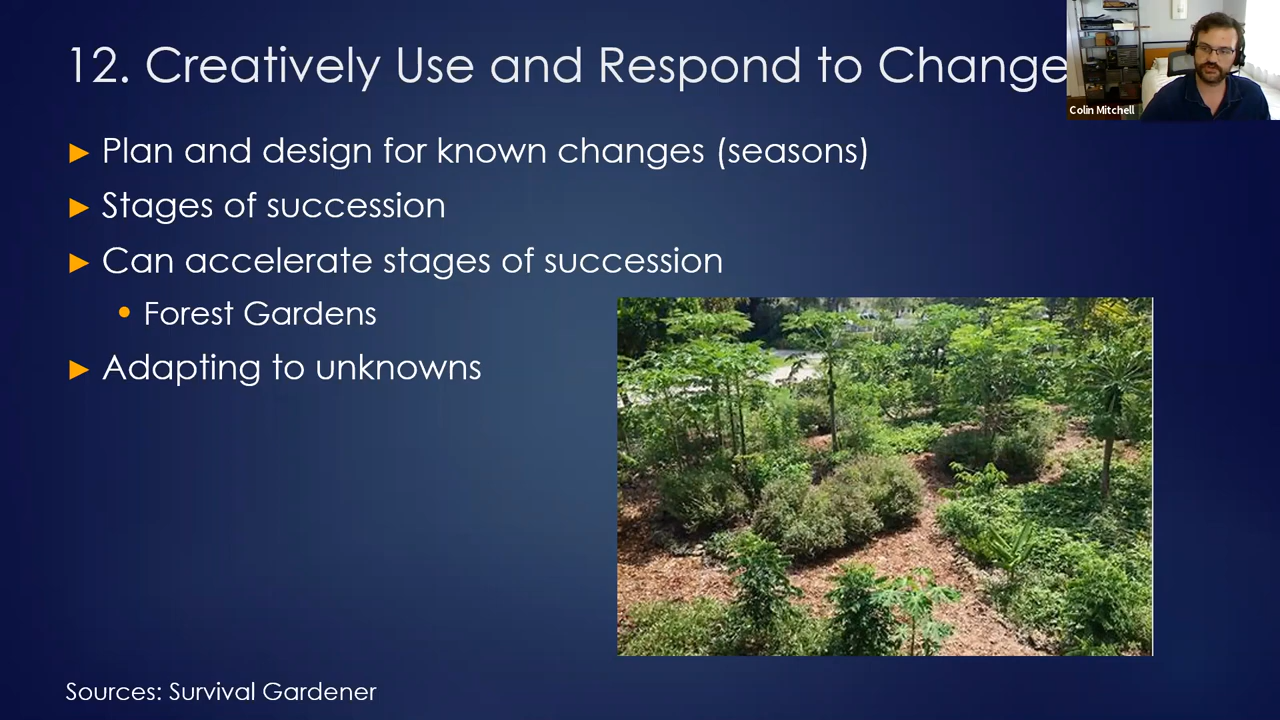 12. Creatively Use and Respond to Change
Colin Mitchell
► Plan and design for known changes (seasons)
► Stages of succession
► Can accelerate stages of succession
• Forest Gardens
► Adapting to unknowns
Sources: Survival Gardener